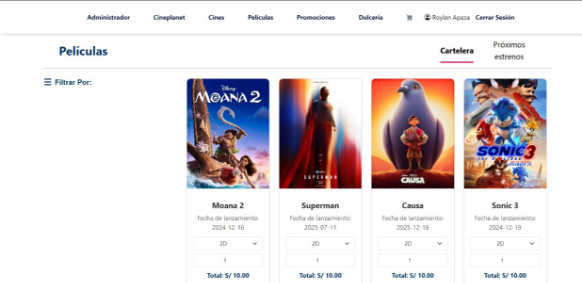 Administrador Cineplanet Cines Películas Promociones Dulcería Roylan Apaza Cerrar Sesión
Películas
Cartelera
Próximos
estrenos
Filtrar Por:
Disney
MOANA 2
SUPERMAN
CAUSA
SONIC 3
Moana 2
Fecha de lanzamiento:
2024-12-16
2D
1
Total: S/ 10.00
Superman
Fecha de lanzamiento:
2025-07-11
2D
1
Total: S/ 10.00
Causa
Fecha de lanzamiento:
2025-12-18
2D
1
Total: S/ 10.00
Sonic 3
Fecha de lanzamiento:
2024-12-19
2D
1
Total: S/ 10.00